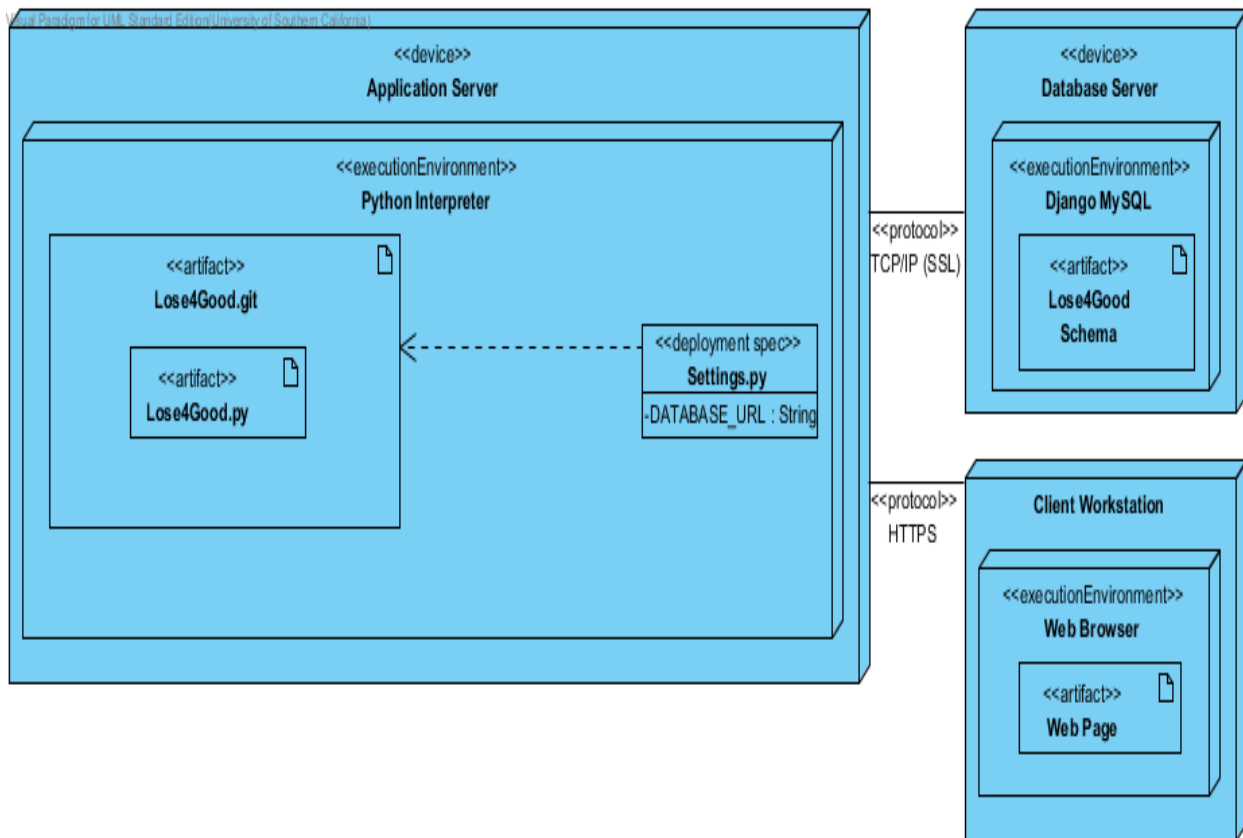 Visual Paradigm for UML Standard Edition(University of Southern California)
<<device>>
Application Server
<<executionEnvironment>>
Python Interpreter
<<artifact>>
Lose4Good.git
<<artifact>>
Lose4Good.py
<<deployment spec>>
Settings.py
-DATABASE_URL : String
<<protocol>>
TCP/IP (SSL)
<<protocol>>
HTTPS
<<device>>
Database Server
<<executionEnvironment>>
Django MySQL
<<artifact>>
Lose4Good
Schema
Client Workstation
<<executionEnvironment>>
Web Browser
<<artifact>>
Web Page